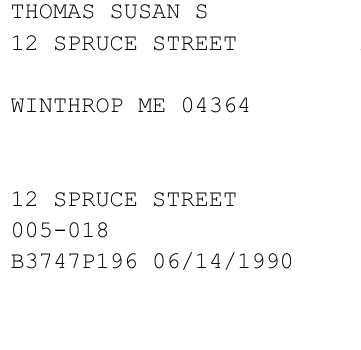 THOMAS SUSAN S
12 SPRUCE STREET
WINTHROP ME 04364
12 SPRUCE STREET
005-018
B3747P196 06/14/1990